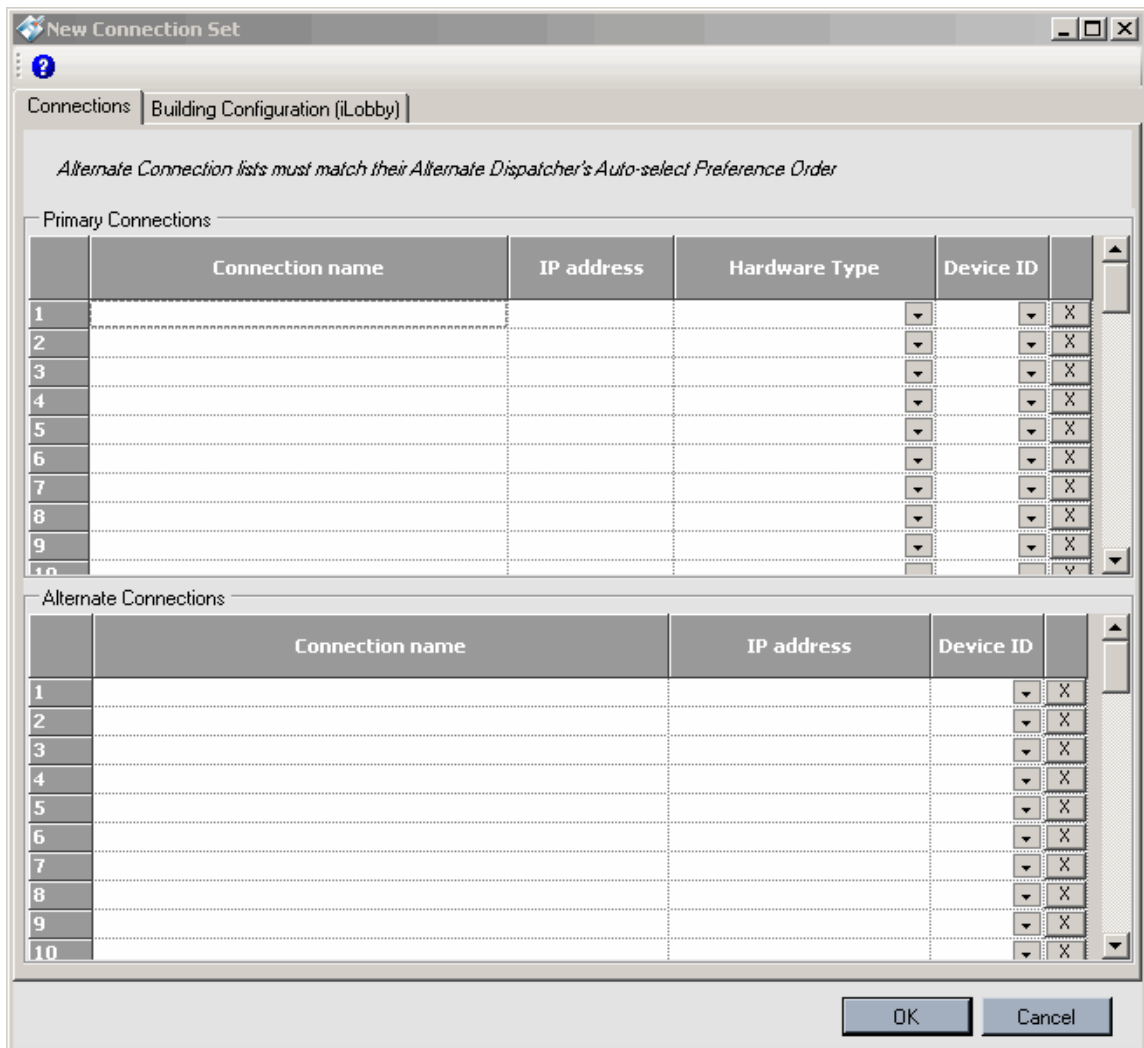 New Connection Set
Connections Building Configuration (iLobby)
Alternate Connection lists must match their Alternate Dispatcher's Auto-select Preference Order
Primary Connections
Connection name IP address Hardware Type Device ID
1 X
2 X
3 X
4 X
5 X
6 X
7 X
8 X
9 X
10 X
Alternate Connections
Connection name IP address Device ID
1 X
2 X
3 X
4 X
5 X
6 X
7 X
8 X
9 X
10 X
OK Cancel